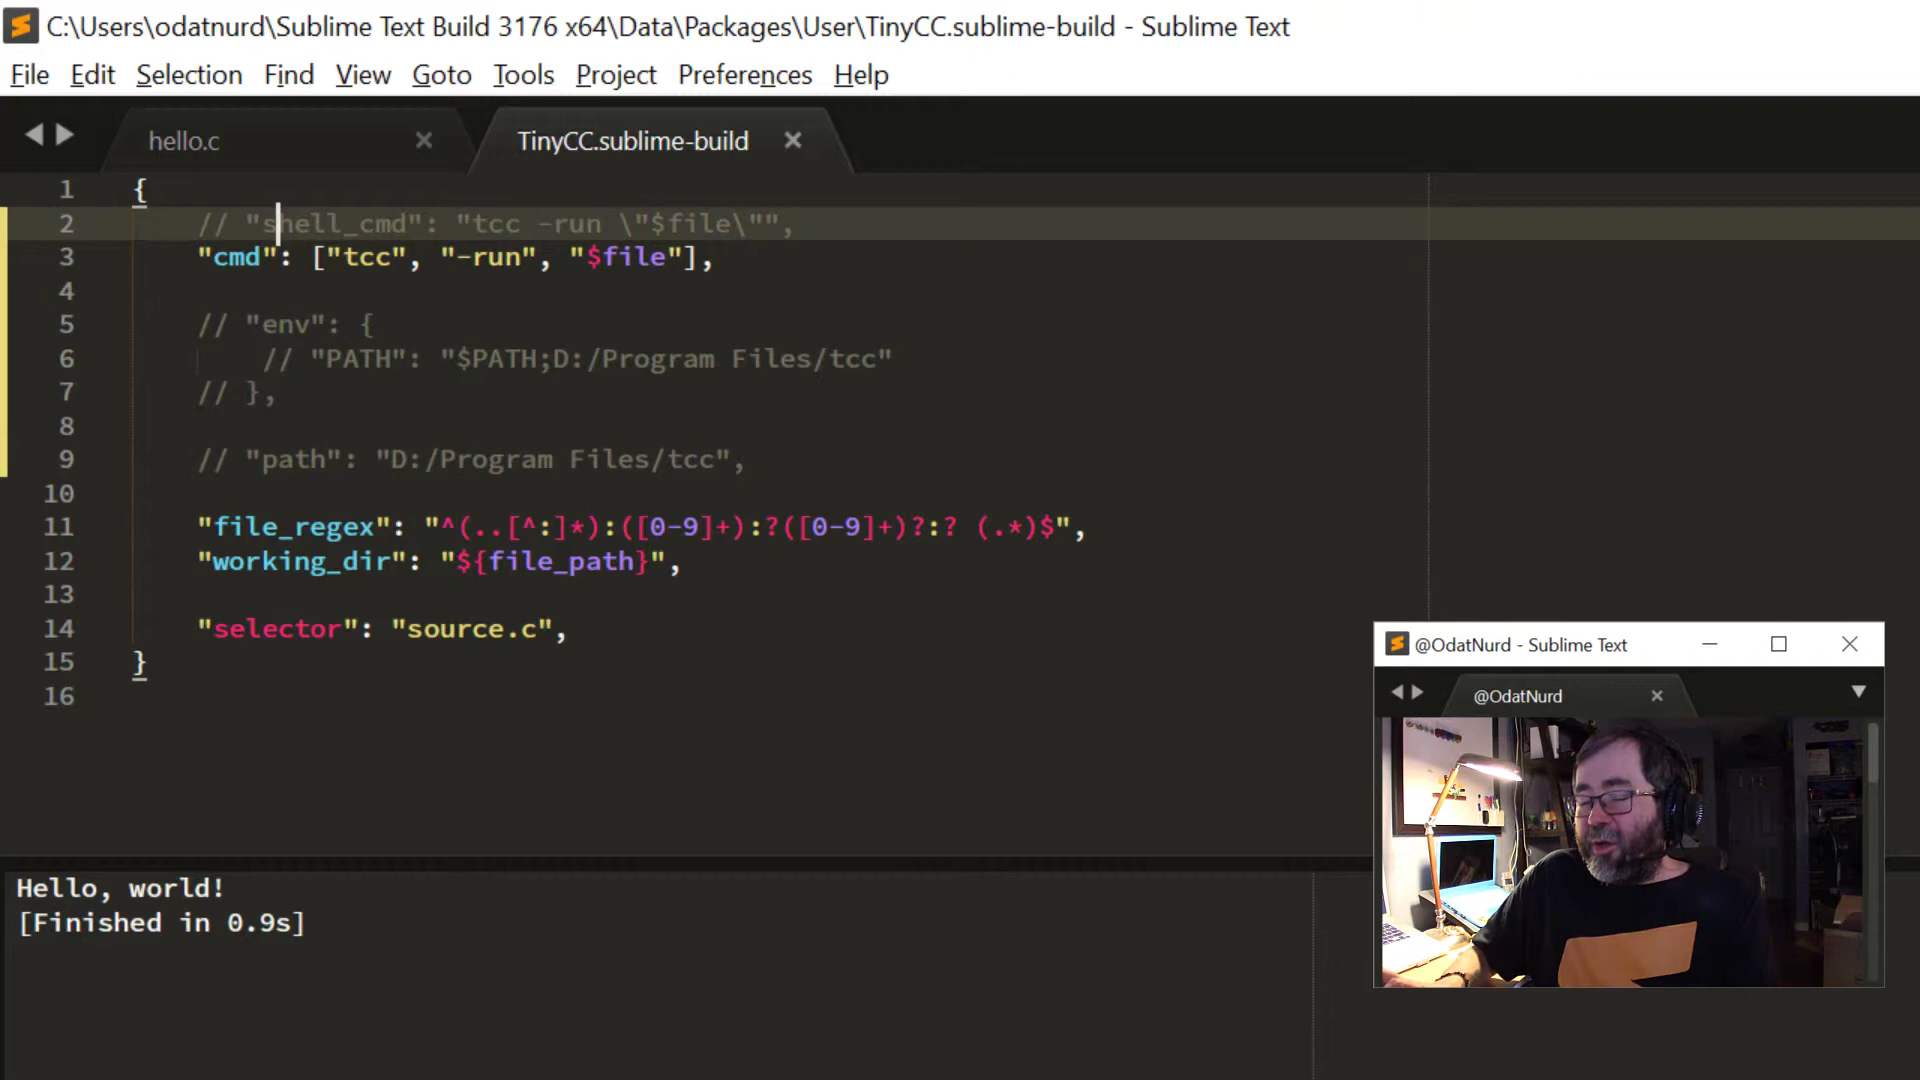 C:\Users\odatnurd\Sublime Text Build 3176 x64\Data\Packages\User\TinyCC.sublime-build - Sublime Text
File Edit Selection Find View Goto Tools Project Preferences Help
hello.c TinyCC.sublime-build
1 {
2 // "shell_cmd": "tcc -run \"$file\"",
3 "cmd": ["tcc", "-run", "$file"],
4
5 // "env": {
6 // "PATH": "$PATH;D:/Program Files/tcc"
7 // },
8
9 // "path": "D:/Program Files/tcc",
10
11 "file_regex": "^(..[^:]*):([0-9]+):?([0-9]+)?:? (.*)$",
12 "working_dir": "${file_path}",
13
14 "selector": "source.c",
15 }
16
@OdatNurd - Sublime Text
@OdatNurd
Hello, world!
[Finished in 0.9s]